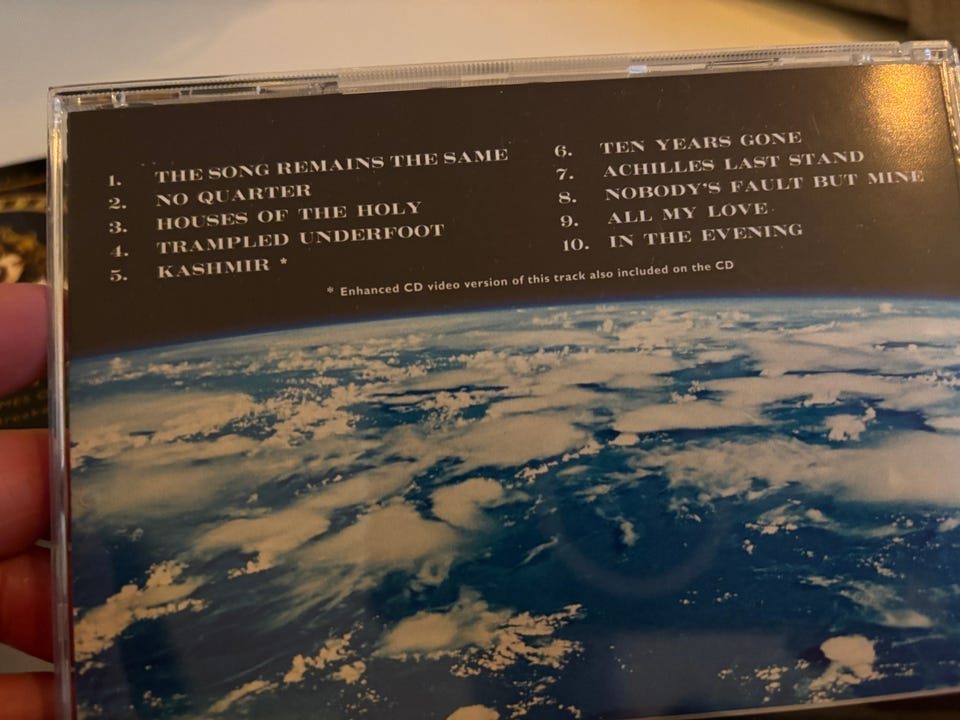 1. THE SONG REMAINS THE SAME
2. NO QUARTER
3. HOUSES OF THE HOLY
4. TRAMPLED UNDERFOOT
5. KASHMIR *
6. TEN YEARS GONE
7. ACHILLES LAST STAND
8. NOBODY'S FAULT BUT MINE
9. ALL MY LOVE
10. IN THE EVENING
* Enhanced CD video version of this track also included on the CD